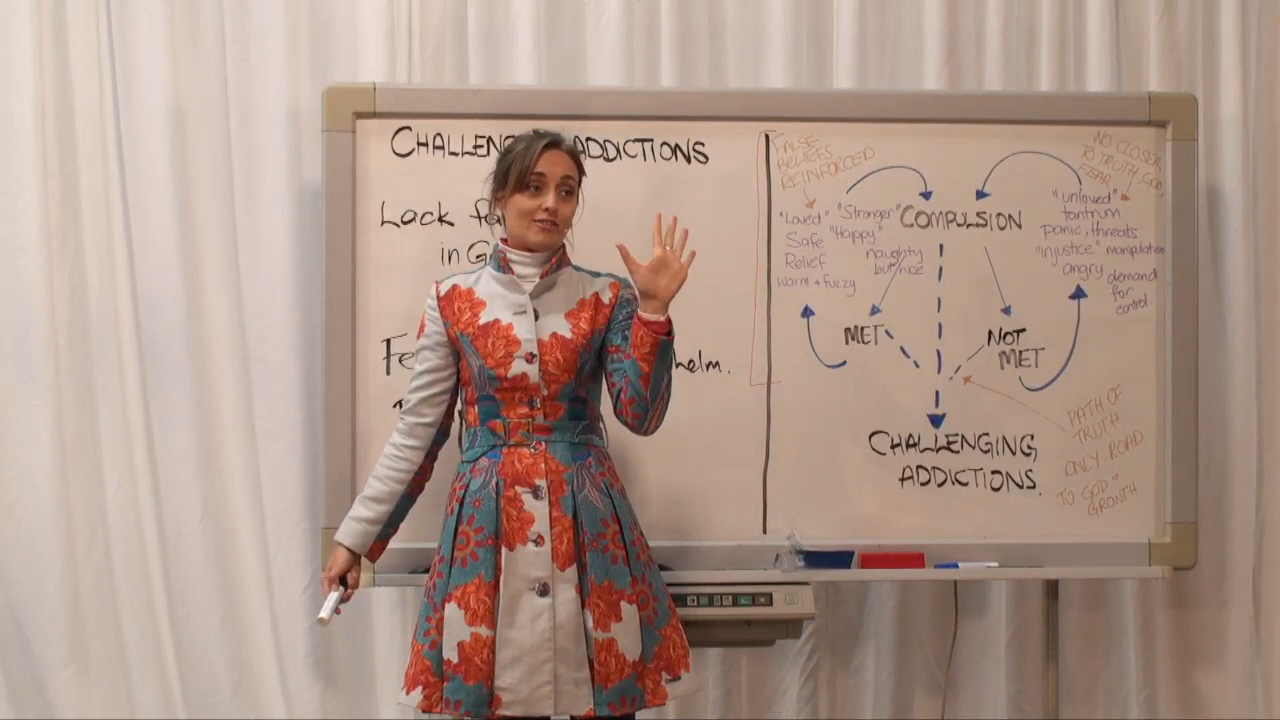 CHALLEN ADDICTIONS
Lack fa
in G
Fe helm.
FALSE
BELIEFS
REINFORCED
"Loved"
Safe
Relief
Warm + Fuzzy
"Stronger"
"Happy"
naughty
but nice
COMPULSION
MET
NOT
MET
CHALLENGING
ADDICTIONS.
NO CLOSER
TO TRUTH, GOD,
FEAR
"unloved"
tantrum
panic, threats
"injustice" manipulation
angry demand
for
control.
PATH OF
TRUTH
ONLY ROAD
TO GOD +
GROWTH